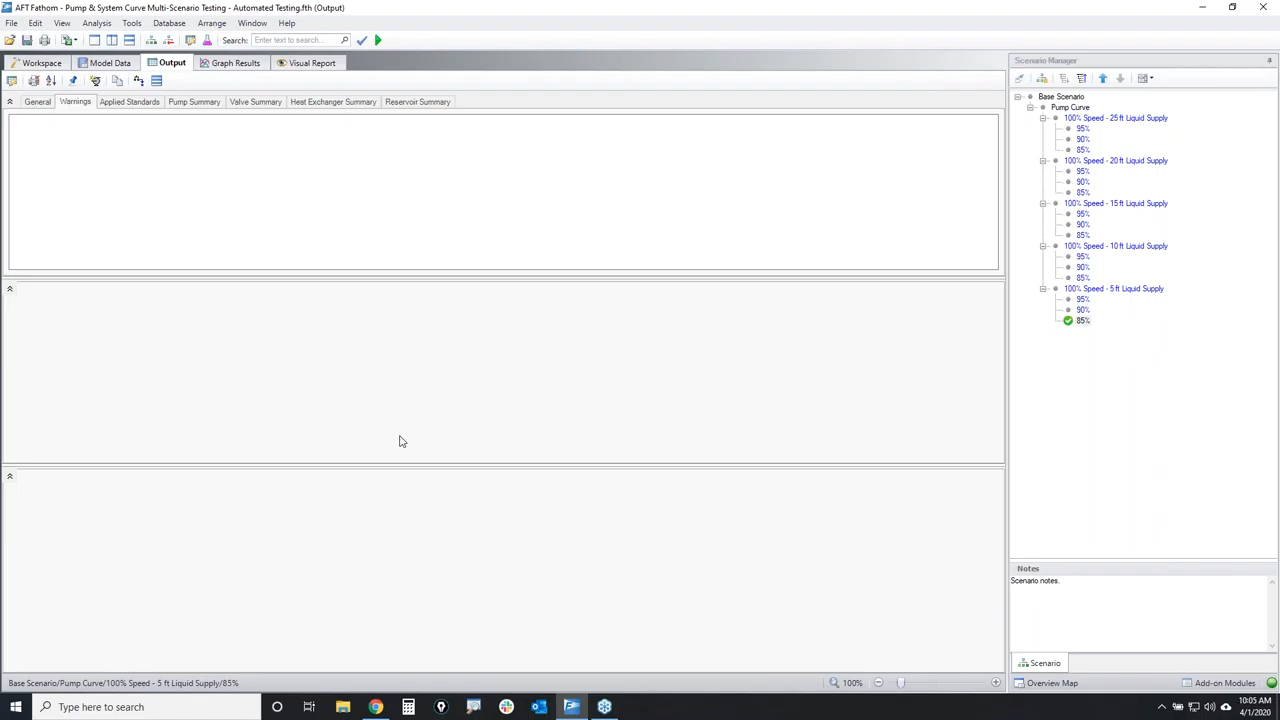 AFT Fathom - Pump & System Curve Multi-Scenario Testing - Automated Testing.fth (Output)
File Edit View Analysis Tools Database Arrange Window Help
Search: Enter text to search...
Workspace Model Data Output Graph Results Visual Report
General Warnings Applied Standards Pump Summary Valve Summary Heat Exchanger Summary Reservoir Summary
Scenario Manager
Base Scenario
Pump Curve
100% Speed - 25 ft Liquid Supply
95%
90%
85%
100% Speed - 20 ft Liquid Supply
95%
90%
85%
100% Speed - 15 ft Liquid Supply
95%
90%
85%
100% Speed - 10 ft Liquid Supply
95%
90%
85%
100% Speed - 5 ft Liquid Supply
95%
90%
85%
Notes
Scenario notes.
Scenario
Base Scenario/Pump Curve/100% Speed - 5 ft Liquid Supply/85%
100%
Overview Map
Add-on Modules
Type here to search
10:05 AM
4/1/2020